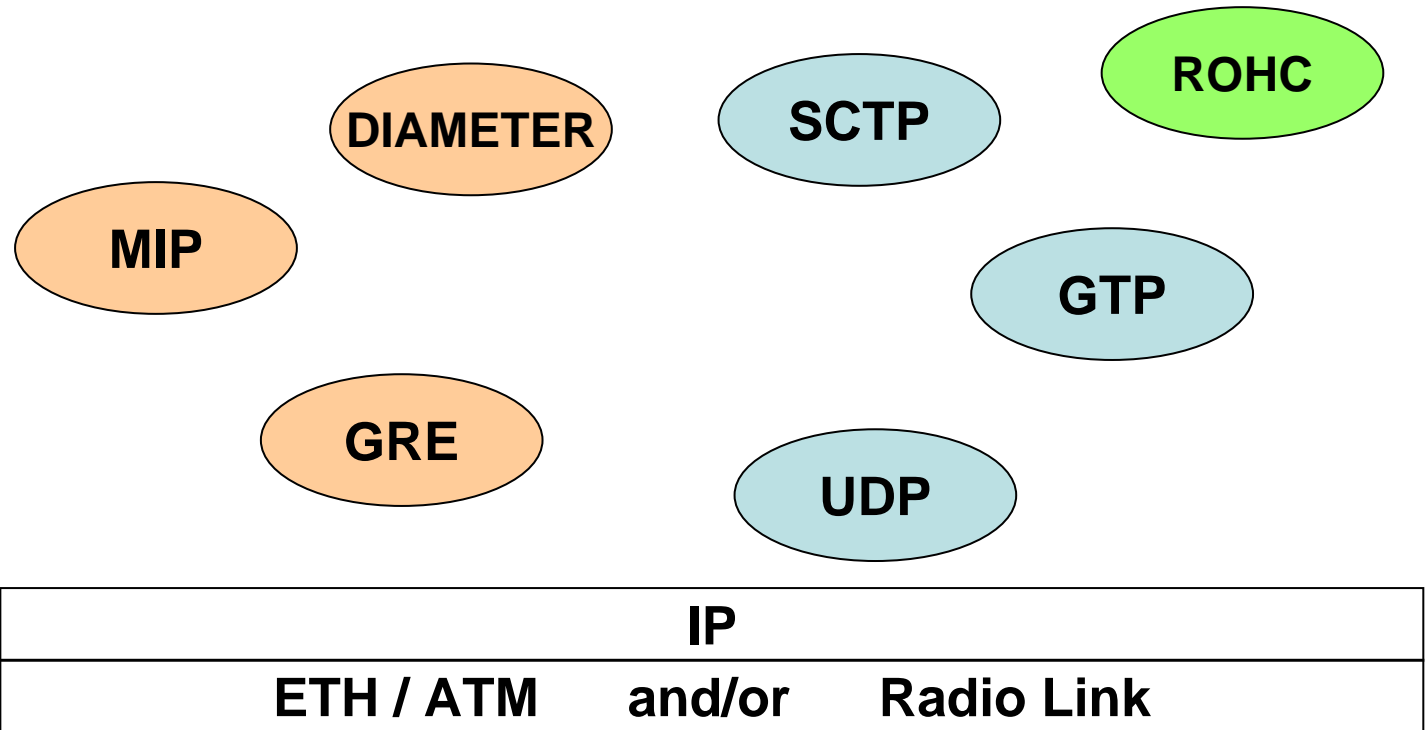 ROHC
SCTP
DIAMETER
MIP
GTP
GRE
UDP
IP
ETH / ATM and/or Radio Link